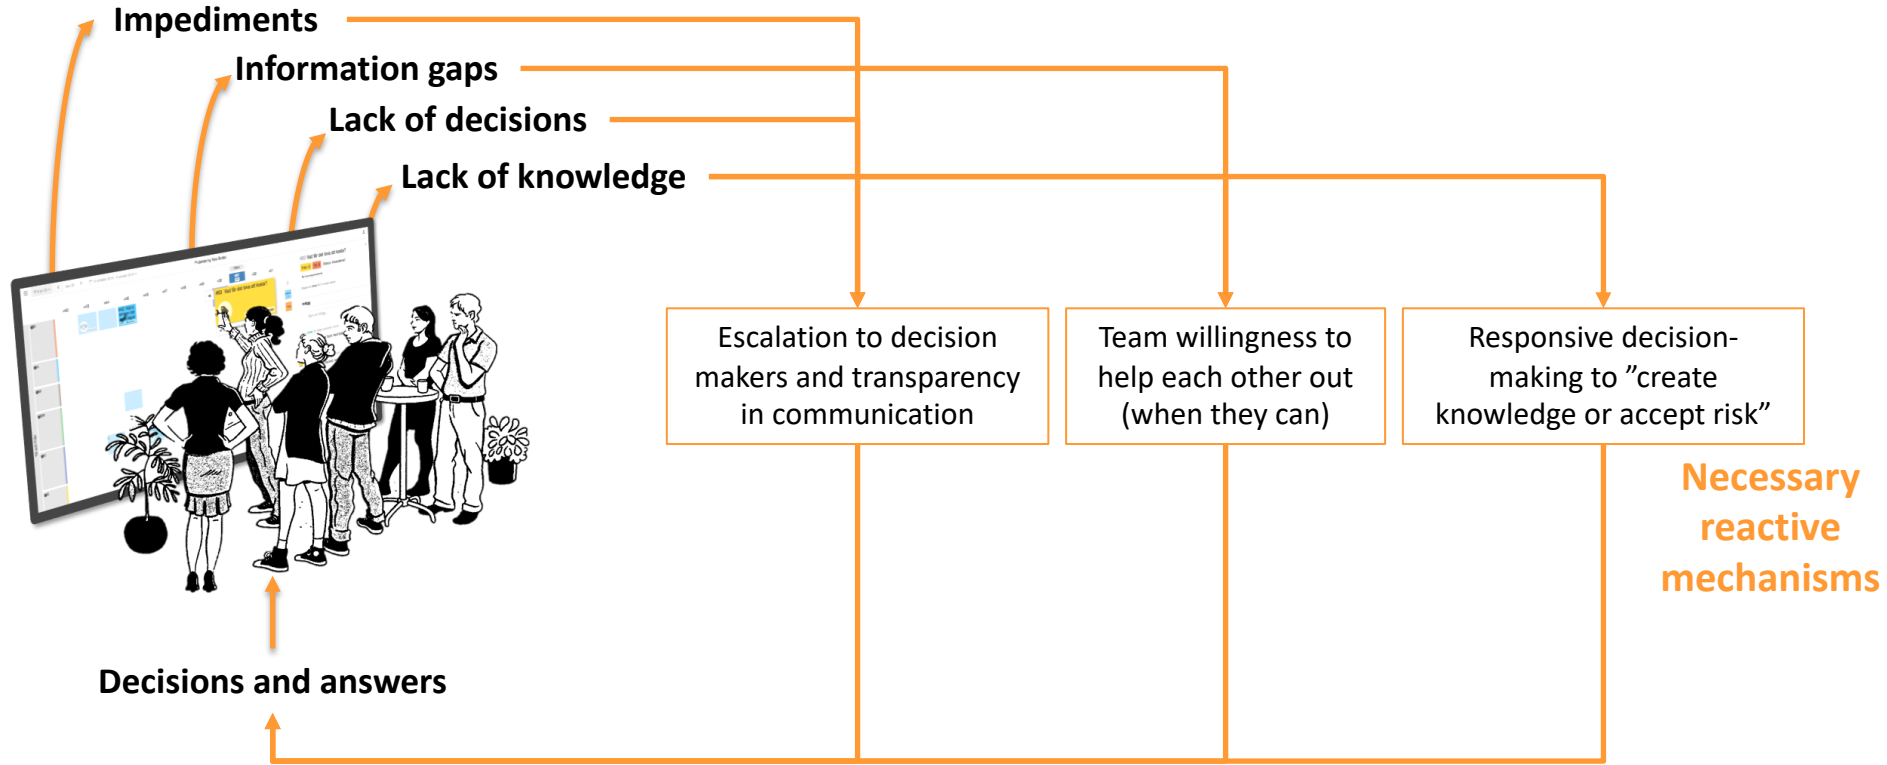 Impediments
Information gaps
Lack of decisions
Lack of knowledge
Escalation to decision
makers and transparency
in communication
Team willingness to
help each other out
(when they can)
Responsive decision-
making to ”create
knowledge or accept risk”
Necessary
reactive
mechanisms
Decisions and answers